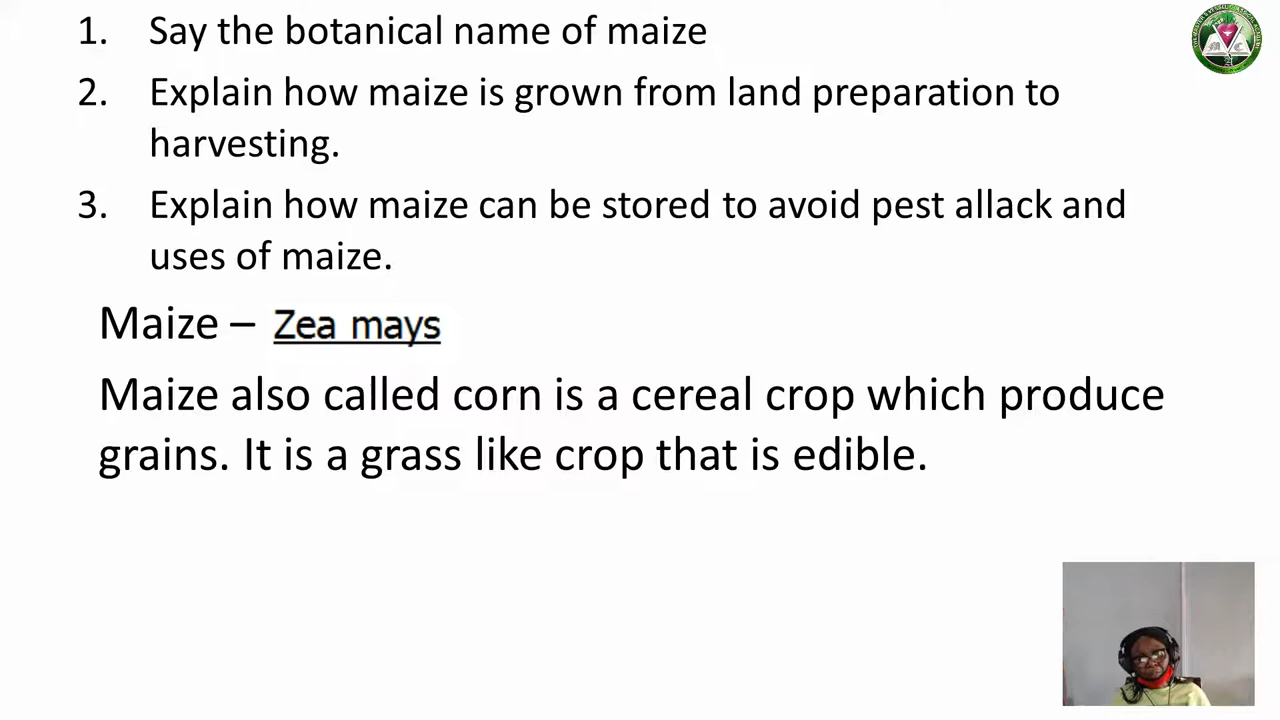 1. Say the botanical name of maize
2. Explain how maize is grown from land preparation to
harvesting.
3. Explain how maize can be stored to avoid pest allack and
uses of maize.
Maize – Zea mays
Maize also called corn is a cereal crop which produce
grains. It is a grass like crop that is edible.